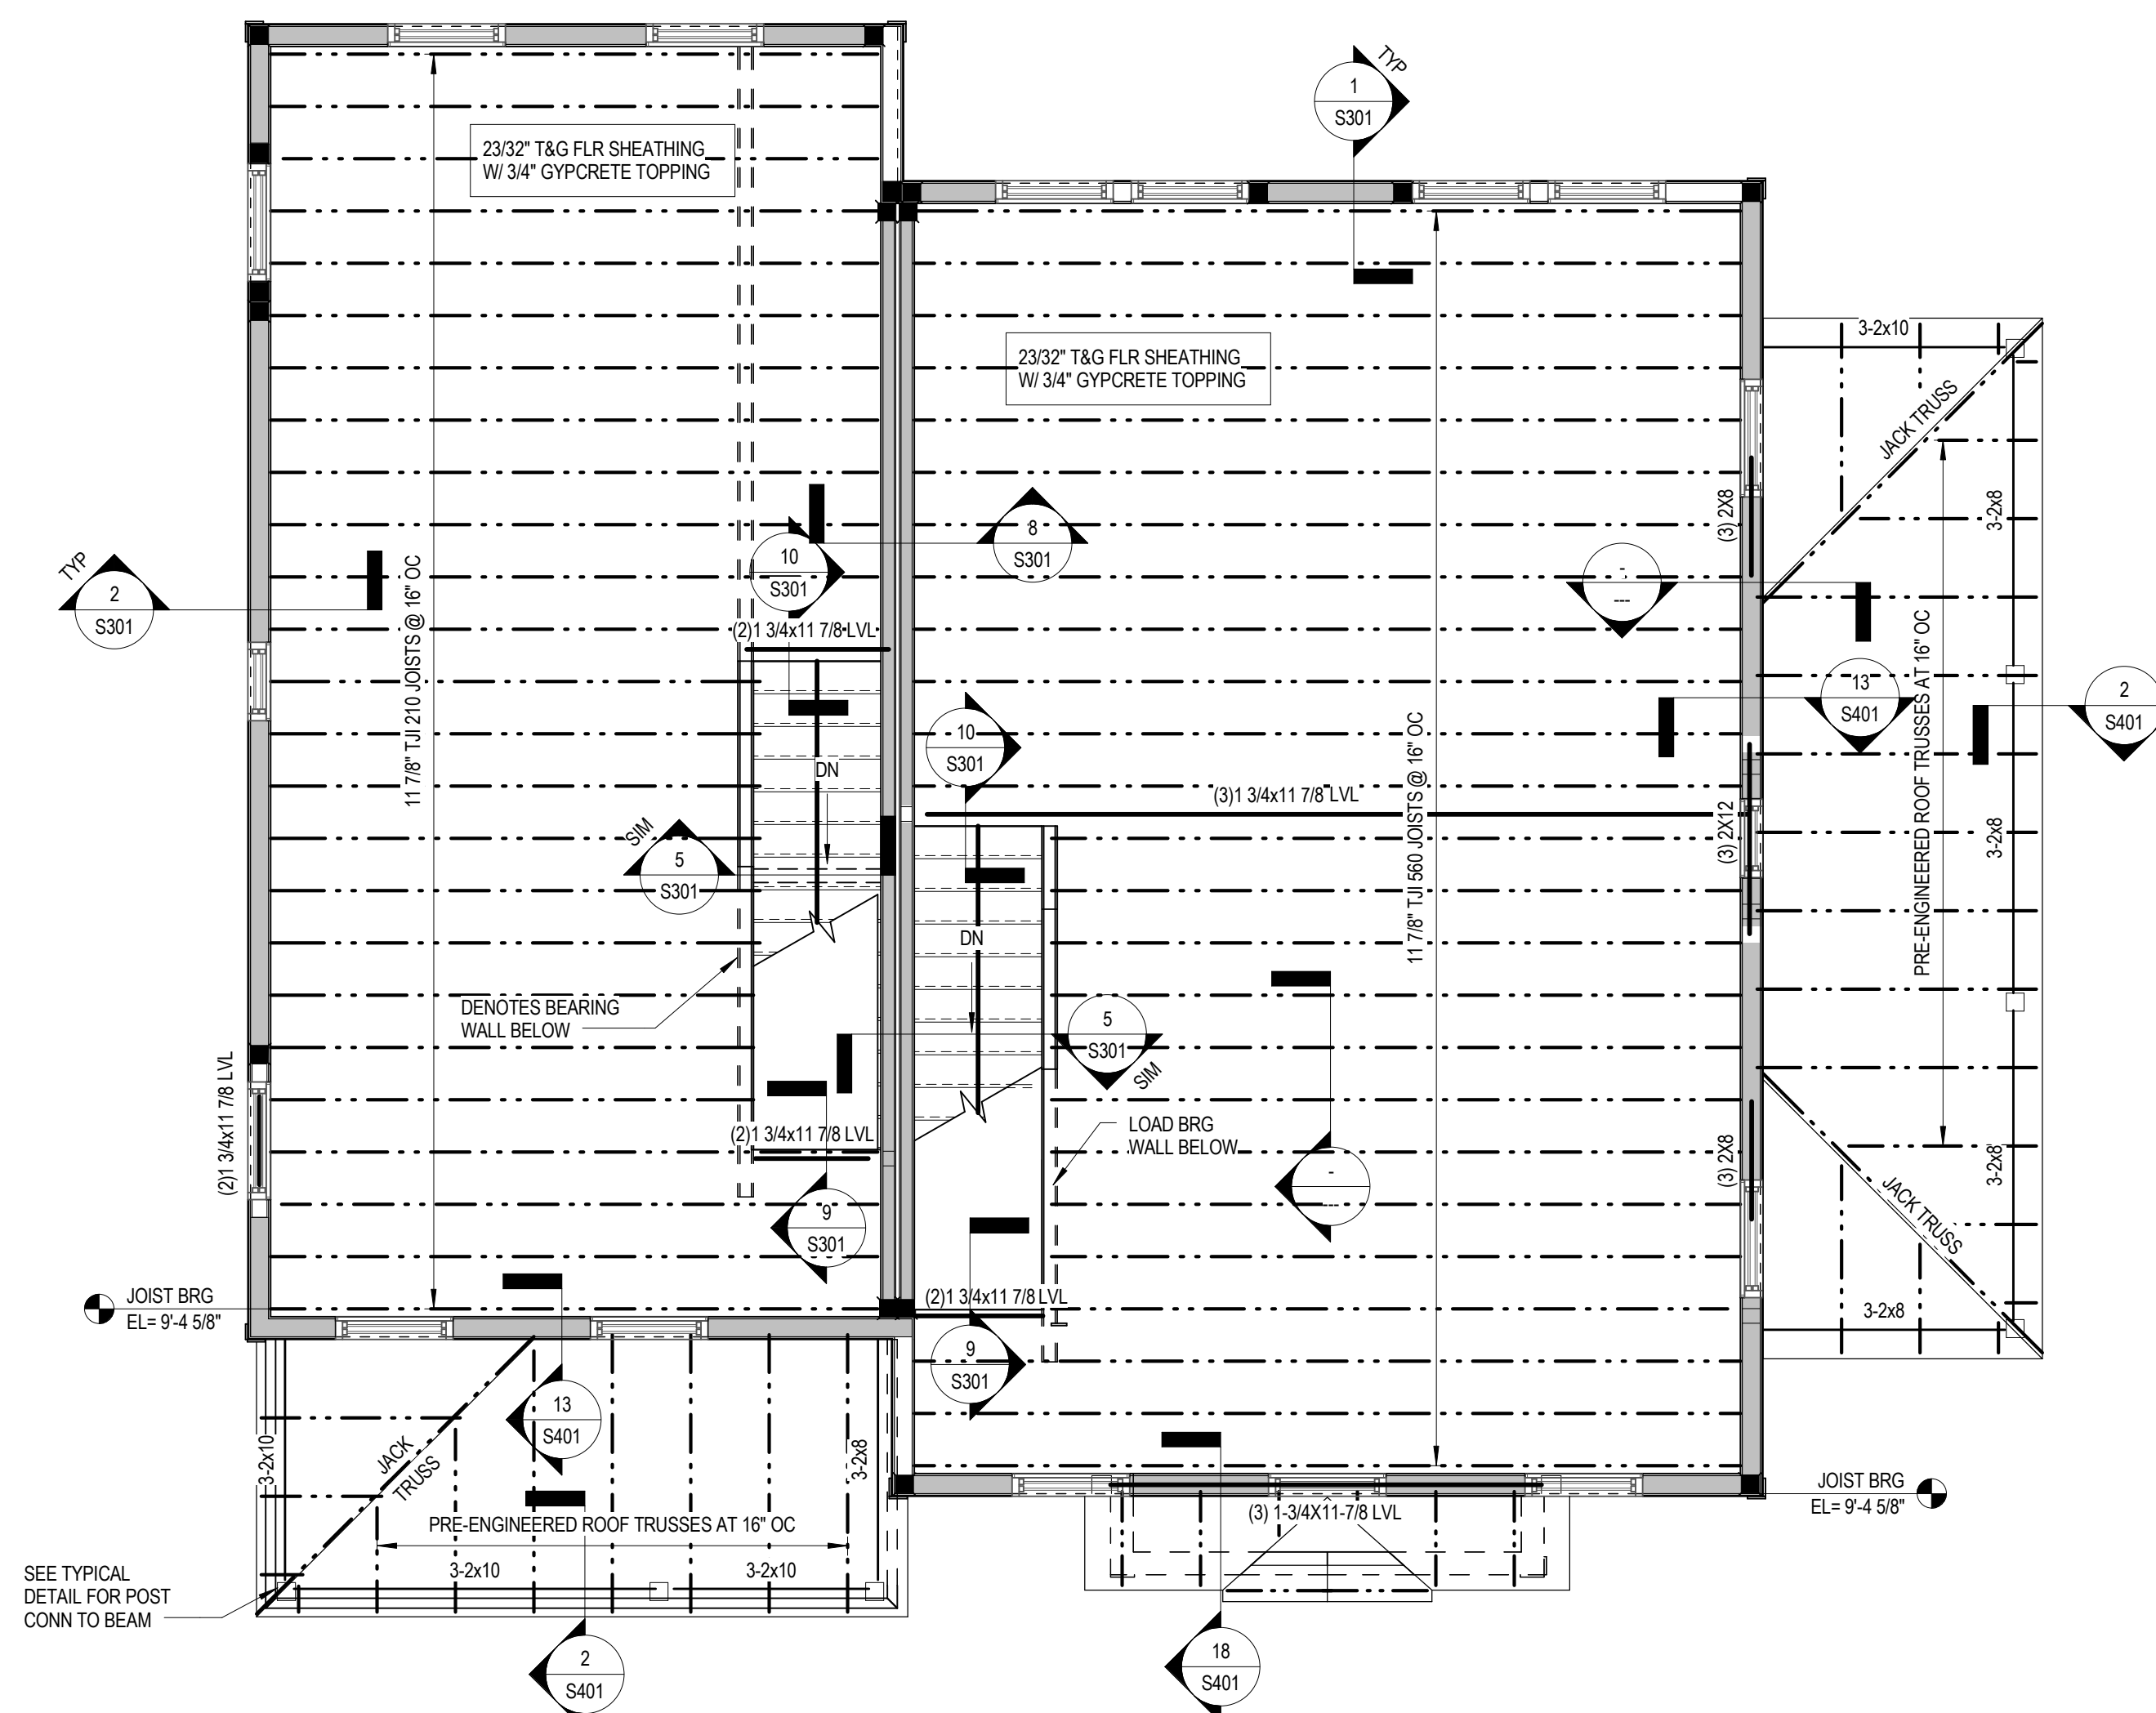 TYP
1
S301
23/32" T&G FLR SHEATHING
W/ 3/4" GYPCRETE TOPPING
23/32" T&G FLR SHEATHING
W/ 3/4" GYPCRETE TOPPING
3-2x10
JACK TRUSS
3-2x8
(3) 2X8
8
S301
10
S301
TYP
2
S301
11 7/8" TJI 210 JOISTS @ 16" OC
(2)1 3/4x11 7/8 LVL
-
---
13
S401
2
S401
PRE-ENGINEERED ROOF TRUSSES AT 16" OC
10
S301
DN
(3)1 3/4x11 7/8 LVL
11 7/8" TJI 560 JOISTS @ 16" OC
(3) 2X12
3-2x8
SIM
5
S301
DN
DENOTES BEARING
WALL BELOW
5
S301
SIM
(2)1 3/4x11 7/8 LVL
(2)1 3/4x11 7/8 LVL
LOAD BRG
WALL BELOW
-
---
(3) 2X8
3-2x8
JACK TRUSS
9
S301
JOIST BRG
EL= 9'-4 5/8"
(2)1 3/4x11 7/8 LVL
3-2x8
9
S301
13
S401
3-2x10
JACK
TRUSS
3-2x8
PRE-ENGINEERED ROOF TRUSSES AT 16" OC
(3) 1-3/4X11-7/8 LVL
JOIST BRG
EL= 9'-4 5/8"
3-2x10
3-2x10
SEE TYPICAL
DETAIL FOR POST
CONN TO BEAM
2
S401
18
S401